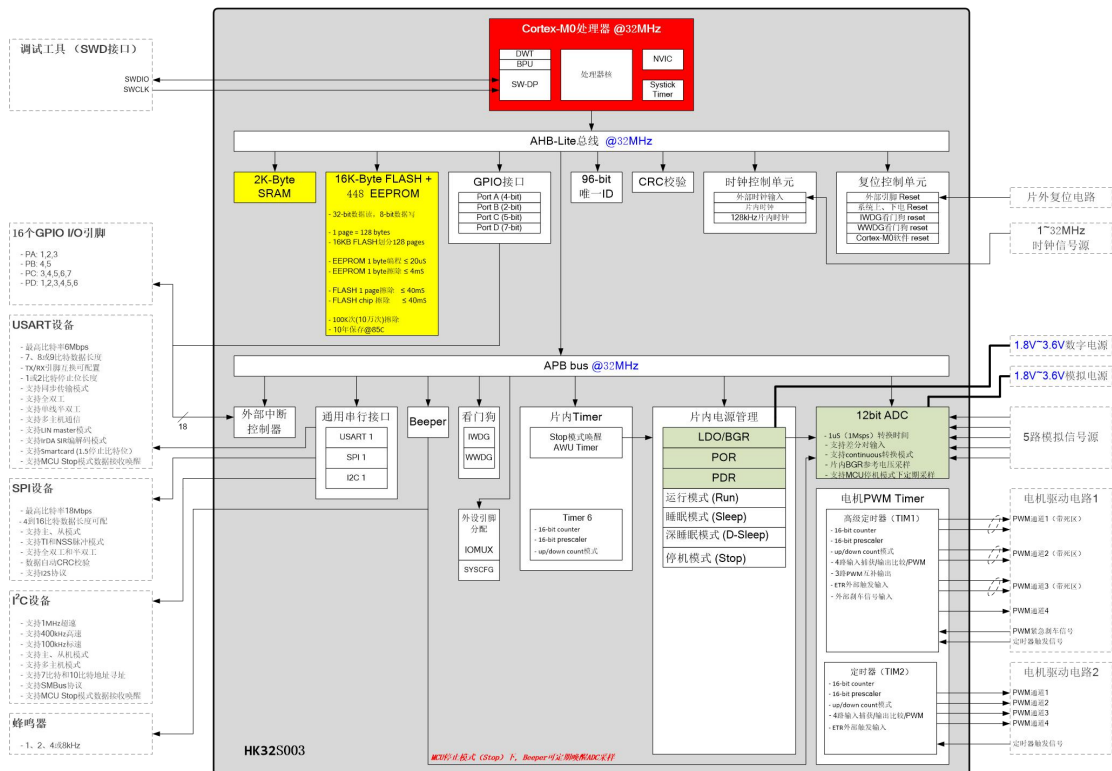 Cortex-M0处理器 @32MHz
DWT
BPU
SW-DP
处理器核
NVIC
Systick
Timer
调试工具 (SWD接口)
SWDIO
SWCLK
AHB-Lite总线 @32MHz
2K-Byte
SRAM
16K-Byte FLASH +
448 EEPROM
- 32-bit数据读，8-bit数据写
- 1 page = 128 bytes
- 16KB FLASH划分128 pages
- EEPROM 1 byte编程 ≤ 20uS
- EEPROM 1 byte擦除 ≤ 4mS
- FLASH 1 page擦除 ≤ 40mS
- FLASH chip 擦除 ≤ 40mS
- 100K次(10万次)擦除
- 10年保存@85C
GPIO接口
Port A (4-bit)
Port B (2-bit)
Port C (5-bit)
Port D (7-bit)
96-bit
唯一ID
CRC校验
时钟控制单元
外部时钟输入
片内时钟
128kHz片内时钟
复位控制单元
外部引脚 Reset
系统上、下电 Reset
IWDG看门狗 reset
WWDG看门狗 reset
Cortex-M0软件 reset
片外复位电路
1~32MHz
时钟信号源
16个GPIO I/O引脚
- PA: 1,2,3
- PB: 4,5
- PC: 3,4,5,6,7
- PD: 1,2,3,4,5,6
USART设备
- 最高比特率6Mbps
- 7、8或9比特数据长度
- TX/RX引脚互换可配置
- 1或2比特停止位长度
- 支持同步传输模式
- 支持全双工
- 支持单线半双工
- 支持多主机通信
- 支持LIN master模式
- 支持IrDA SIR编解码模式
- 支持Smartcard (1.5停止比特位)
- 支持MCU Stop模式数据接收唤醒
18
SPI设备
- 最高比特率18Mbps
- 4到16比特数据长度可配
- 支持主、从模式
- 支持TI和NSS脉冲模式
- 支持全双工和半双工
- 数据自动CRC校验
- 支持I2S协议
I²C设备
- 支持1MHz超速
- 支持400kHz高速
- 支持100kHz标速
- 支持主、从机模式
- 支持多主机模式
- 支持7比特和10比特地址寻址
- 支持SMBus协议
- 支持MCU Stop模式数据接收唤醒
蜂鸣器
- 1、2、4或8kHz
APB bus @32MHz
外部中断
控制器
通用串行接口
USART 1
SPI 1
I2C 1
Beeper
看门狗
IWDG
WWDG
外设引脚
分配
IOMUX
SYSCFG
片内Timer
Stop模式唤醒
AWU Timer
Timer 6
- 16-bit counter
- 16-bit prescaler
- up/down count模式
片内电源管理
LDO/BGR
POR
PDR
运行模式 (Run)
睡眠模式 (Sleep)
深睡眠模式 (D-Sleep)
停机模式 (Stop)
12bit ADC
- 1uS（1Msps）转换时间
- 支持差分对输入
- 支持continuous转换模式
- 片内BGR参考电压采样
- 支持MCU停机模式下定期采样
1.8V~3.6V数字电源
1.8V~3.6V模拟电源
5路模拟信号源
电机PWM Timer
高级定时器（TIM1）
- 16-bit counter
- 16-bit prescaler
- up/down count模式
- 4路输入捕获/输出比较/PWM
- 3路PWM互补输出
- ETR外部触发输入
- 外部刹车信号输入
定时器（TIM2）
- 16-bit counter
- 16-bit prescaler
- up/down count模式
- 4路输入捕获/输出比较/PWM
- ETR外部触发输入
电机驱动电路1
PWM通道1（带死区）
PWM通道2（带死区）
PWM通道3（带死区）
PWM通道4
PWM紧急刹车信号
定时器触发信号
电机驱动电路2
PWM通道1
PWM通道2
PWM通道3
PWM通道4
定时器触发信号
HK32S003
MCU停止模式（Stop）下，Beeper可定期唤醒ADC采样